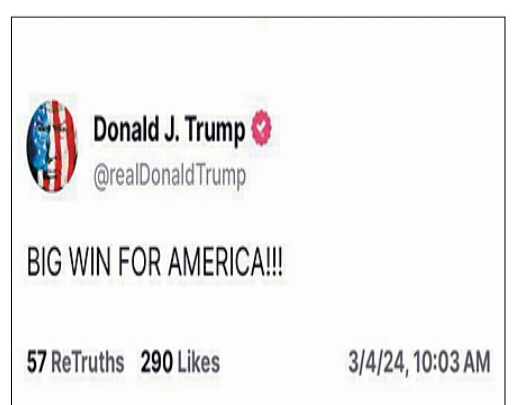 Donald J. Trump
@realDonaldTrump
BIG WIN FOR AMERICA!!!
57 ReTruths 290 Likes 3/4/24, 10:03 AM